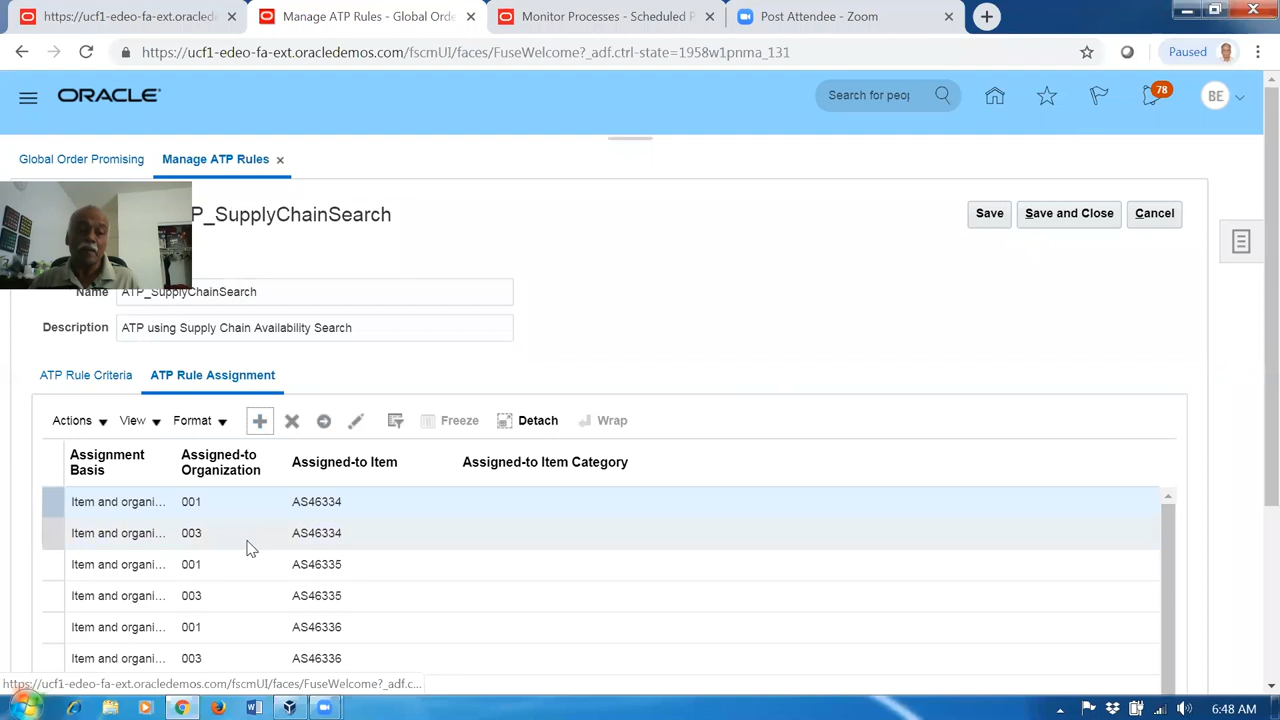 https://ucf1-edeo-fa-ext.oracled
Manage ATP Rules - Global Orde
Processes - Scheduled P
Attendee - Zoom
https://ucf1-edeo-fa-ext.oracledemos.com/fscmUI/faces/FuseWelcome?_adf.ctrl-state=1958w1pnma_131
Paused
ORACLE
Search for peop
78
BE
Global Order Promising
Manage ATP Rules
P_SupplyChainSearch
Save
Save and Close
Cancel
Name
ATP_SupplyChainSearch
Description
ATP using Supply Chain Availability Search
ATP Rule Criteria
ATP Rule Assignment
Actions
View
Format
Freeze
Detach
Wrap
Assignment Basis
Assigned-to Organization
Assigned-to Item
Assigned-to Item Category
Item and organi... 001 AS46334
Item and organi... 003 AS46334
Item and organi... 001 AS46335
Item and organi... 003 AS46335
Item and organi... 001 AS46336
Item and organi... 003 AS46336
https://ucf1-edeo-fa-ext.oracledemos.com/fscmUI/faces/FuseWelcome?_adf.c...
6:48 AM